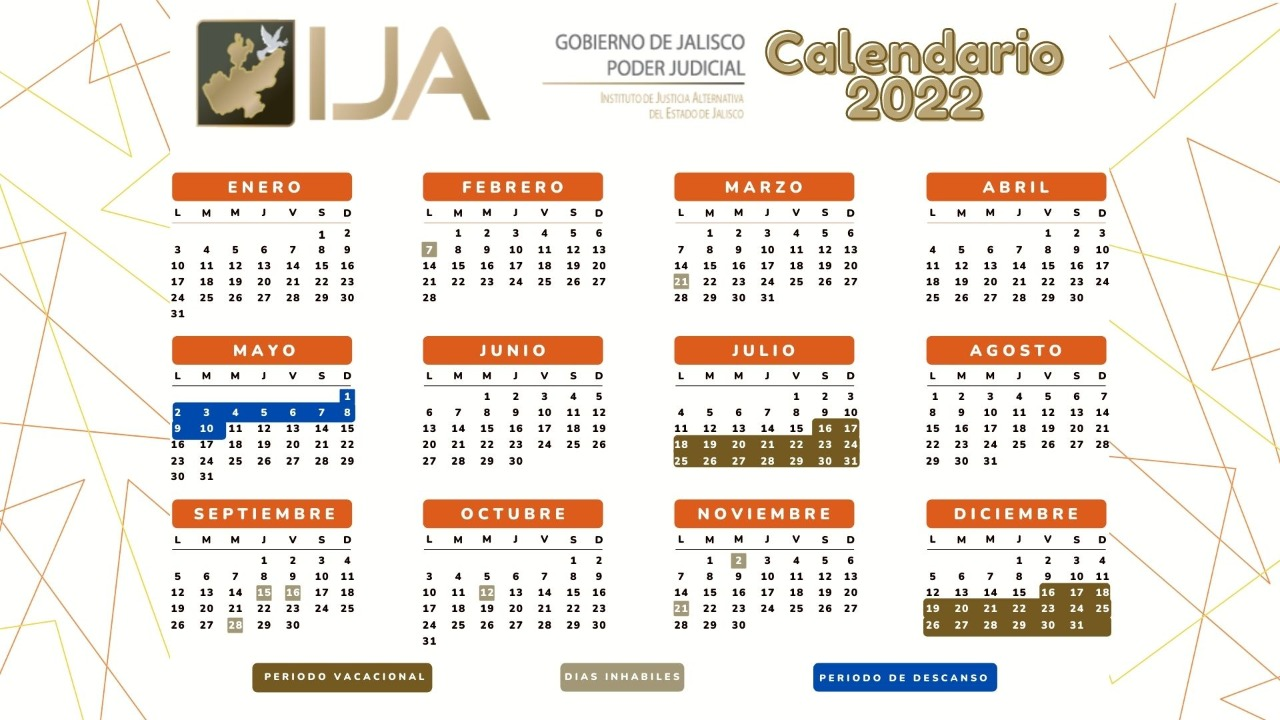 IJA
GOBIERNO DE JALISCO
PODER JUDICIAL
INSTITUTO DE JUSTICIA ALTERNATIVA
DEL ESTADO DE JALISCO
Calendario
2022
ENERO
L M M J V S D
1 2
3 4 5 6 7 8 9
10 11 12 13 14 15 16
17 18 19 20 21 22 23
24 25 26 27 28 29 30
31
FEBRERO
L M M J V S D
1 2 3 4 5 6
7 8 9 10 11 12 13
14 15 16 17 18 19 20
21 22 23 24 25 26 27
28
MARZO
L M M J V S D
1 2 3 4 5 6
7 8 9 10 11 12 13
14 15 16 17 18 19 20
21 22 23 24 25 26 27
28 29 30 31
ABRIL
L M M J V S D
1 2 3
4 5 6 7 8 9 10
11 12 13 14 15 16 17
18 19 20 21 22 23 24
25 26 27 28 29 30
MAYO
L M M J V S D
1
2 3 4 5 6 7 8
9 10 11 12 13 14 15
16 17 18 19 20 21 22
23 24 25 26 27 28 29
30 31
JUNIO
L M M J V S D
1 2 3 4 5
6 7 8 9 10 11 12
13 14 15 16 17 18 19
20 21 22 23 24 25 26
27 28 29 30
JULIO
L M M J V S D
1 2 3
4 5 6 7 8 9 10
11 12 13 14 15 16 17
18 19 20 21 22 23 24
25 26 27 28 29 30 31
AGOSTO
L M M J V S D
1 2 3 4 5 6 7
8 9 10 11 12 13 14
15 16 17 18 19 20 21
22 23 24 25 26 27 28
29 30 31
SEPTIEMBRE
L M M J V S D
1 2 3 4
5 6 7 8 9 10 11
12 13 14 15 16 17 18
19 20 21 22 23 24 25
26 27 28 29 30
OCTUBRE
L M M J V S D
1 2
3 4 5 6 7 8 9
10 11 12 13 14 15 16
17 18 19 20 21 22 23
24 25 26 27 28 29 30
31
NOVIEMBRE
L M M J V S D
1 2 3 4 5 6
7 8 9 10 11 12 13
14 15 16 17 18 19 20
21 22 23 24 25 26 27
28 29 30
DICIEMBRE
L M M J V S D
1 2 3 4
5 6 7 8 9 10 11
12 13 14 15 16 17 18
19 20 21 22 23 24 25
26 27 28 29 30 31
PERIODO VACACIONAL
DIAS INHABILES
PERIODO DE DESCANSO